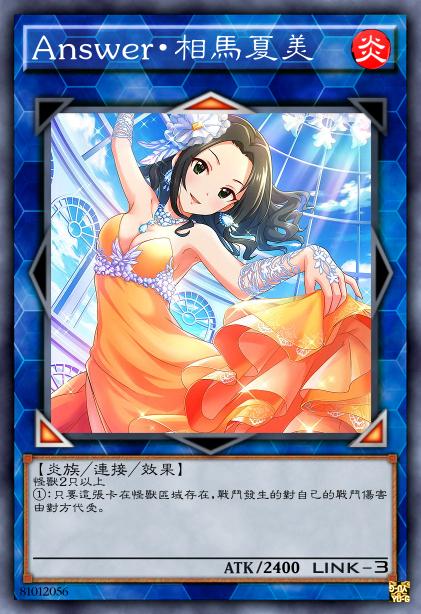 Answer・相馬夏美
炎
【炎族／連接／效果】
怪獸2只以上
①：只要這張卡在怪獸區域存在，戰鬥發生的對自己的戰鬥傷害
由對方代受。
ATK/2400 LINK-3
81012056